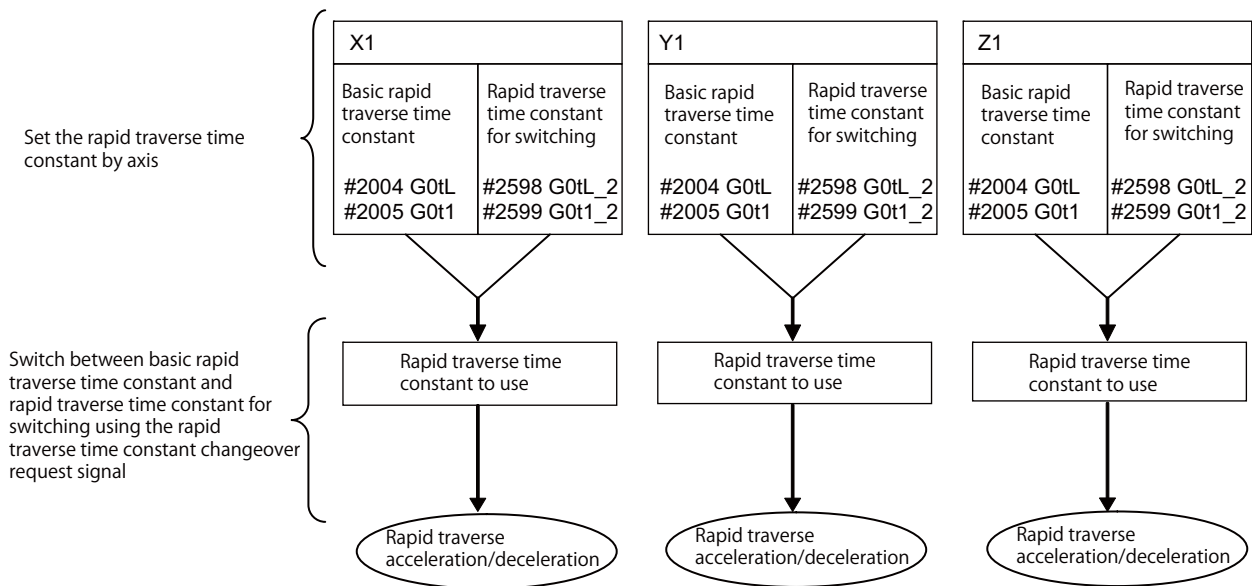 X1
Basic rapid
traverse time
constant
#2004 G0tL
#2005 G0t1
Rapid traverse
time constant
for switching
#2598 G0tL_2
#2599 G0t1_2
Y1
Basic rapid
traverse time
constant
#2004 G0tL
#2005 G0t1
Rapid traverse
time constant
for switching
#2598 G0tL_2
#2599 G0t1_2
Z1
Basic rapid
traverse time
constant
#2004 G0tL
#2005 G0t1
Rapid traverse
time constant
for switching
#2598 G0tL_2
#2599 G0t1_2
Set the rapid traverse time
constant by axis
Switch between basic rapid
traverse time constant and
rapid traverse time constant for
switching using the rapid
traverse time constant changeover
request signal
Rapid traverse time
constant to use
Rapid traverse time
constant to use
Rapid traverse time
constant to use
Rapid traverse
acceleration/deceleration
Rapid traverse
acceleration/deceleration
Rapid traverse
acceleration/deceleration